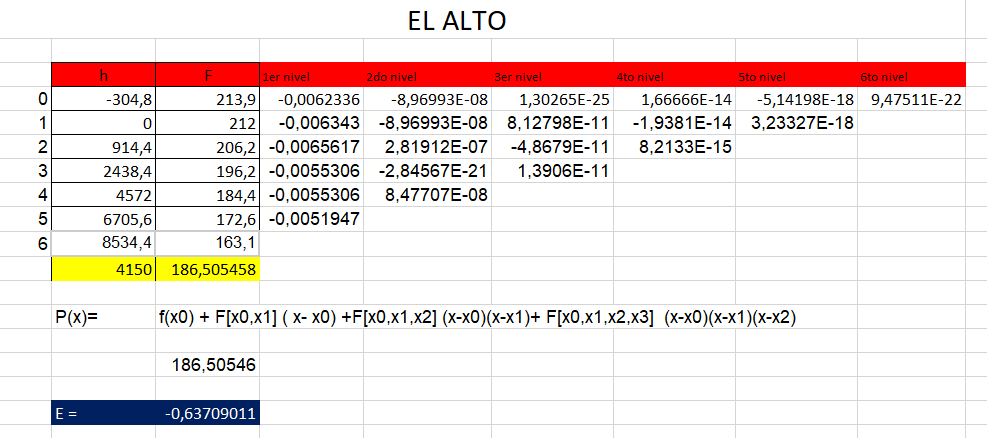 EL ALTO
h F 1er nivel 2do nivel 3er nivel 4to nivel 5to nivel 6to nivel
0 -304,8 213,9 -0,0062336 -8,96993E-08 1,30265E-25 1,66666E-14 -5,14198E-18 9,47511E-22
1 0 212 -0,006343 -8,96993E-08 8,12798E-11 -1,9381E-14 3,23327E-18
2 914,4 206,2 -0,0065617 2,81912E-07 -4,8679E-11 8,2133E-15
3 2438,4 196,2 -0,0055306 -2,84567E-21 1,3906E-11
4 4572 184,4 -0,0055306 8,47707E-08
5 6705,6 172,6 -0,0051947
6 8534,4 163,1
4150 186,505458
P(x)= f(x0) + F[x0,x1] ( x- x0) +F[x0,x1,x2] (x-x0)(x-x1)+ F[x0,x1,x2,x3] (x-x0)(x-x1)(x-x2)
186,50546
E = -0,63709011